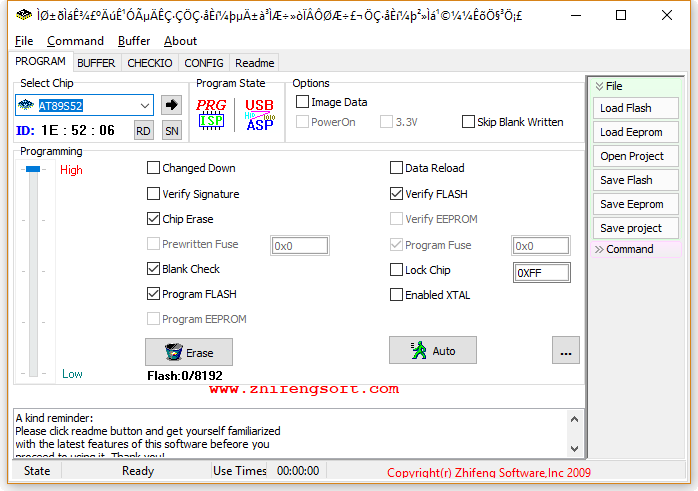 ÌØ±ðÌáÊ¾£ºÄúÊ¹ÓÃµÄÊÇ·ÇÖÇ·åÈí¼þµÄ±à³ÌÆ÷»òÏÂÔØÆ÷£¬ÖÇ·åÈí¼þ²»Ìá¹©¼¼ÊõÖ§³Ö¡£
File Command Buffer About
PROGRAM BUFFER CHECKIO CONFIG Readme
Select Chip
AT89S52
ID: 1E : 52 : 06 RD SN
Program State
PRG USB
ISP ASP
Options
Image Data
PowerOn 3.3V Skip Blank Written
Programming
High
Low
Changed Down
Verify Signature
Chip Erase
Prewritten Fuse 0x0
Blank Check
Program FLASH
Program EEPROM
Data Reload
Verify FLASH
Verify EEPROM
Program Fuse 0x0
Lock Chip 0XFF
Enabled XTAL
Erase Auto ...
Flash:0/8192
www.zhifengsoft.com
A kind reminder:
Please click readme button and get yourself familiarized
with the latest features of this software befeore you
proceed to using it. Thank you!
File
Load Flash
Load Eeprom
Open Project
Save Flash
Save Eeprom
Save project
Command
State Ready Use Times 00:00:00 Copyright(r) Zhifeng Software,Inc 2009